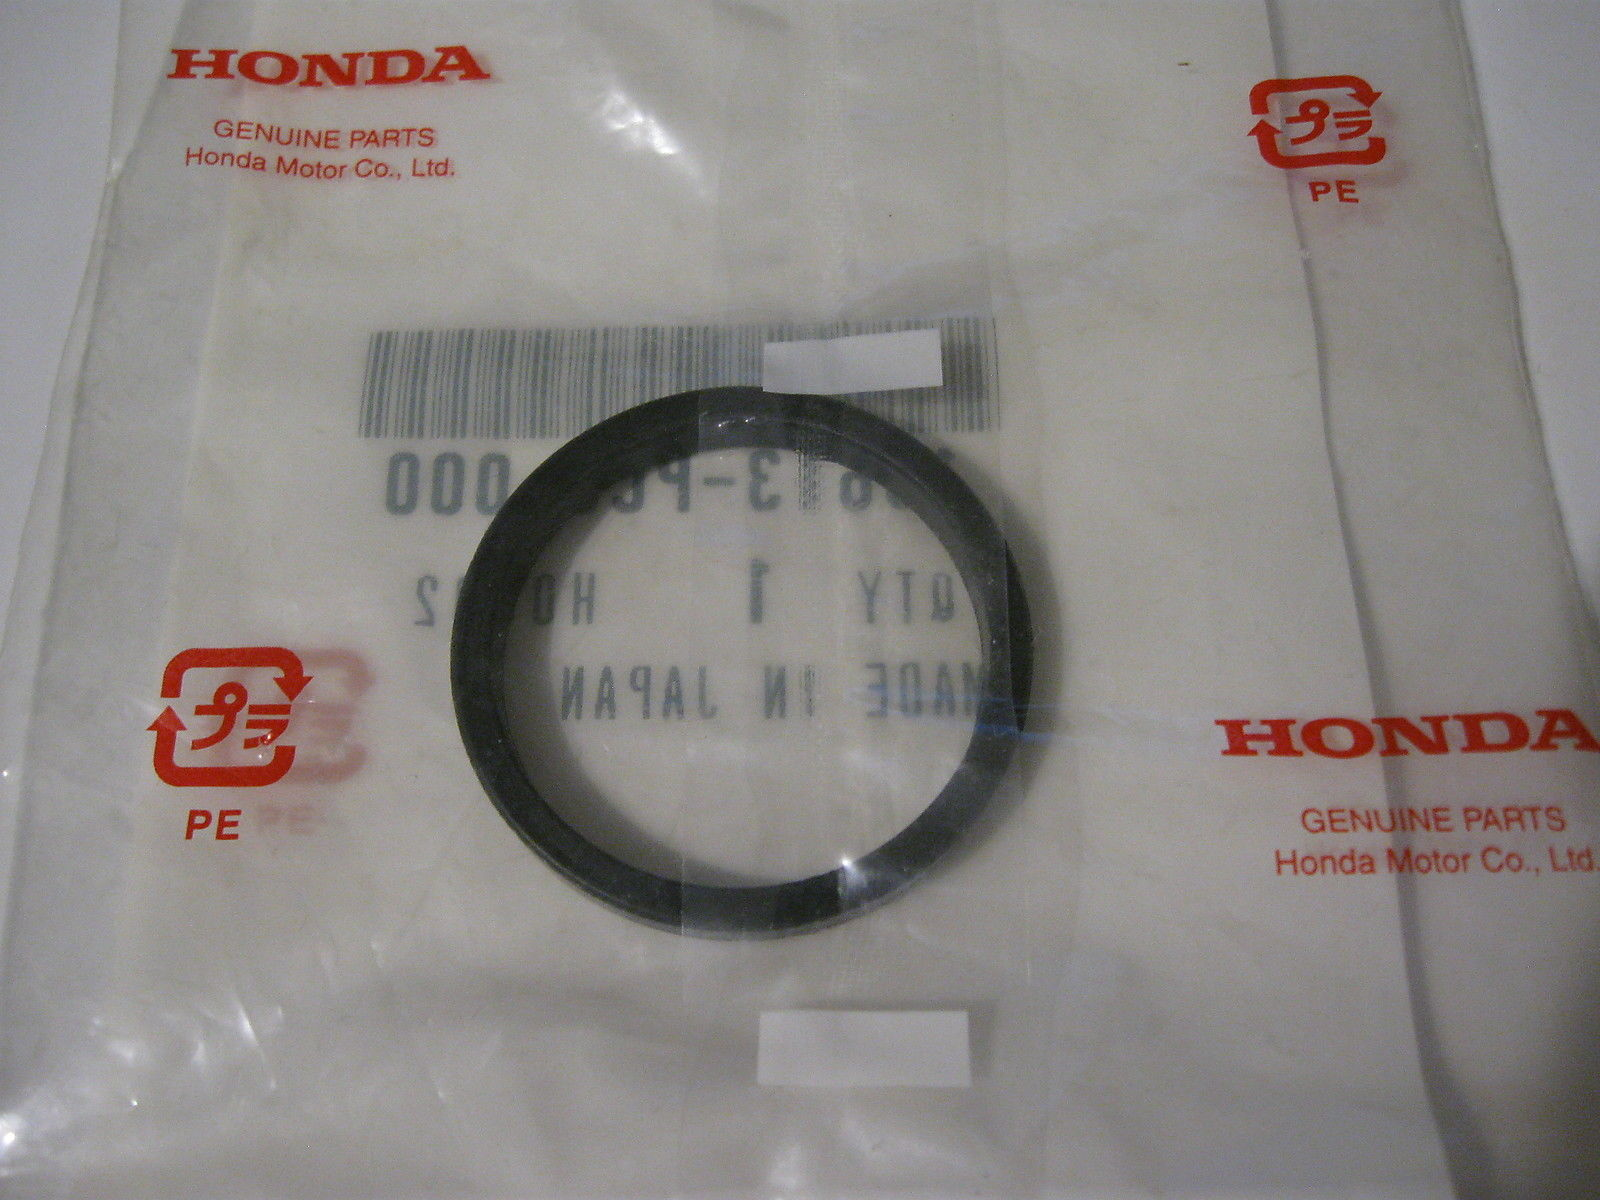 HONDA
GENUINE PARTS
Honda Motor Co., Ltd.
プラ
PE
000
QTY 1
MADE IN JAPAN
プラ
PE
HONDA
GENUINE PARTS
Honda Motor Co., Ltd.